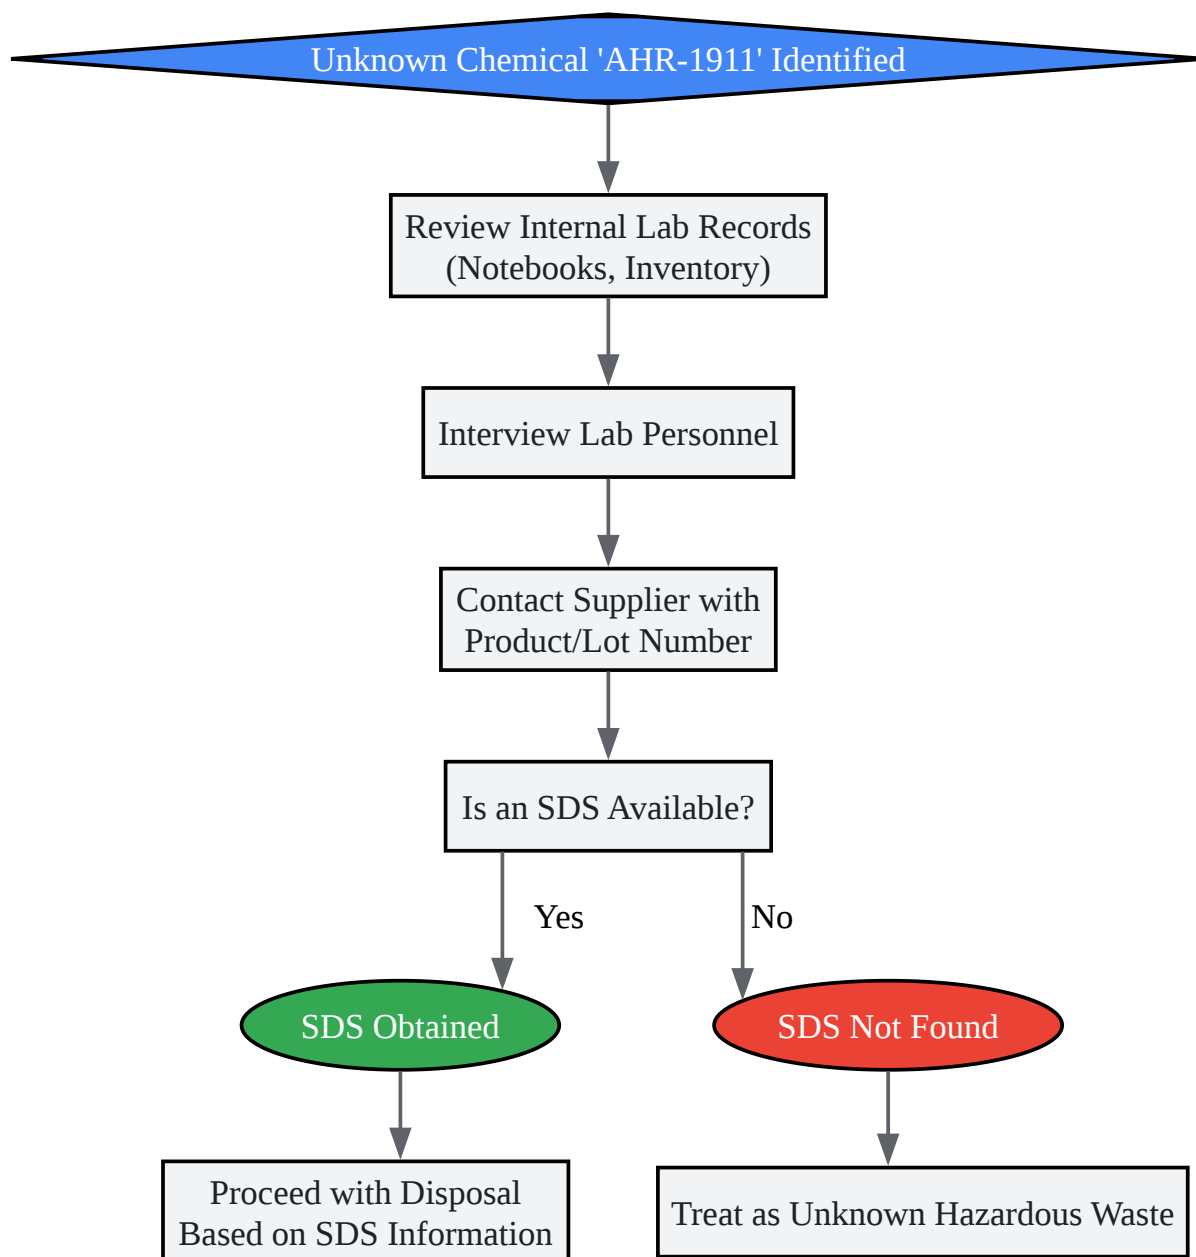 Unknown Chemical 'AHR-1911' Identified
Review Internal Lab Records
(Notebooks, Inventory)
Interview Lab Personnel
Contact Supplier with
Product/Lot Number
Is an SDS Available?
Yes
No
SDS Obtained
SDS Not Found
Proceed with Disposal
Based on SDS Information
Treat as Unknown Hazardous Waste